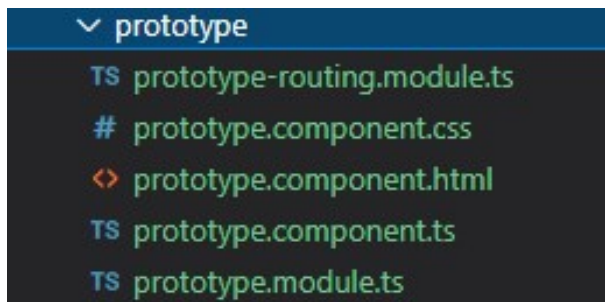 prototype
TS prototype-routing.module.ts
# prototype.component.css
<> prototype.component.html
TS prototype.component.ts
TS prototype.module.ts